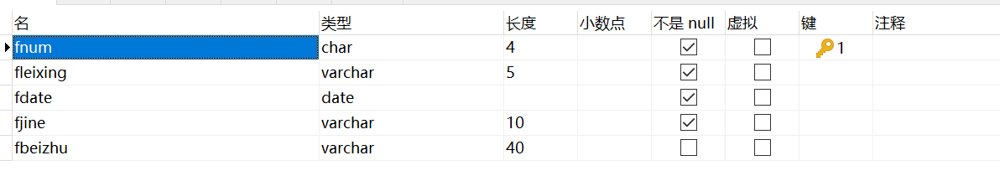 名 类型 长度 小数点 不是 null 虚拟 键 注释
fnum char 4 1
fleixing varchar 5
fdate date
fjine varchar 10
fbeizhu varchar 40